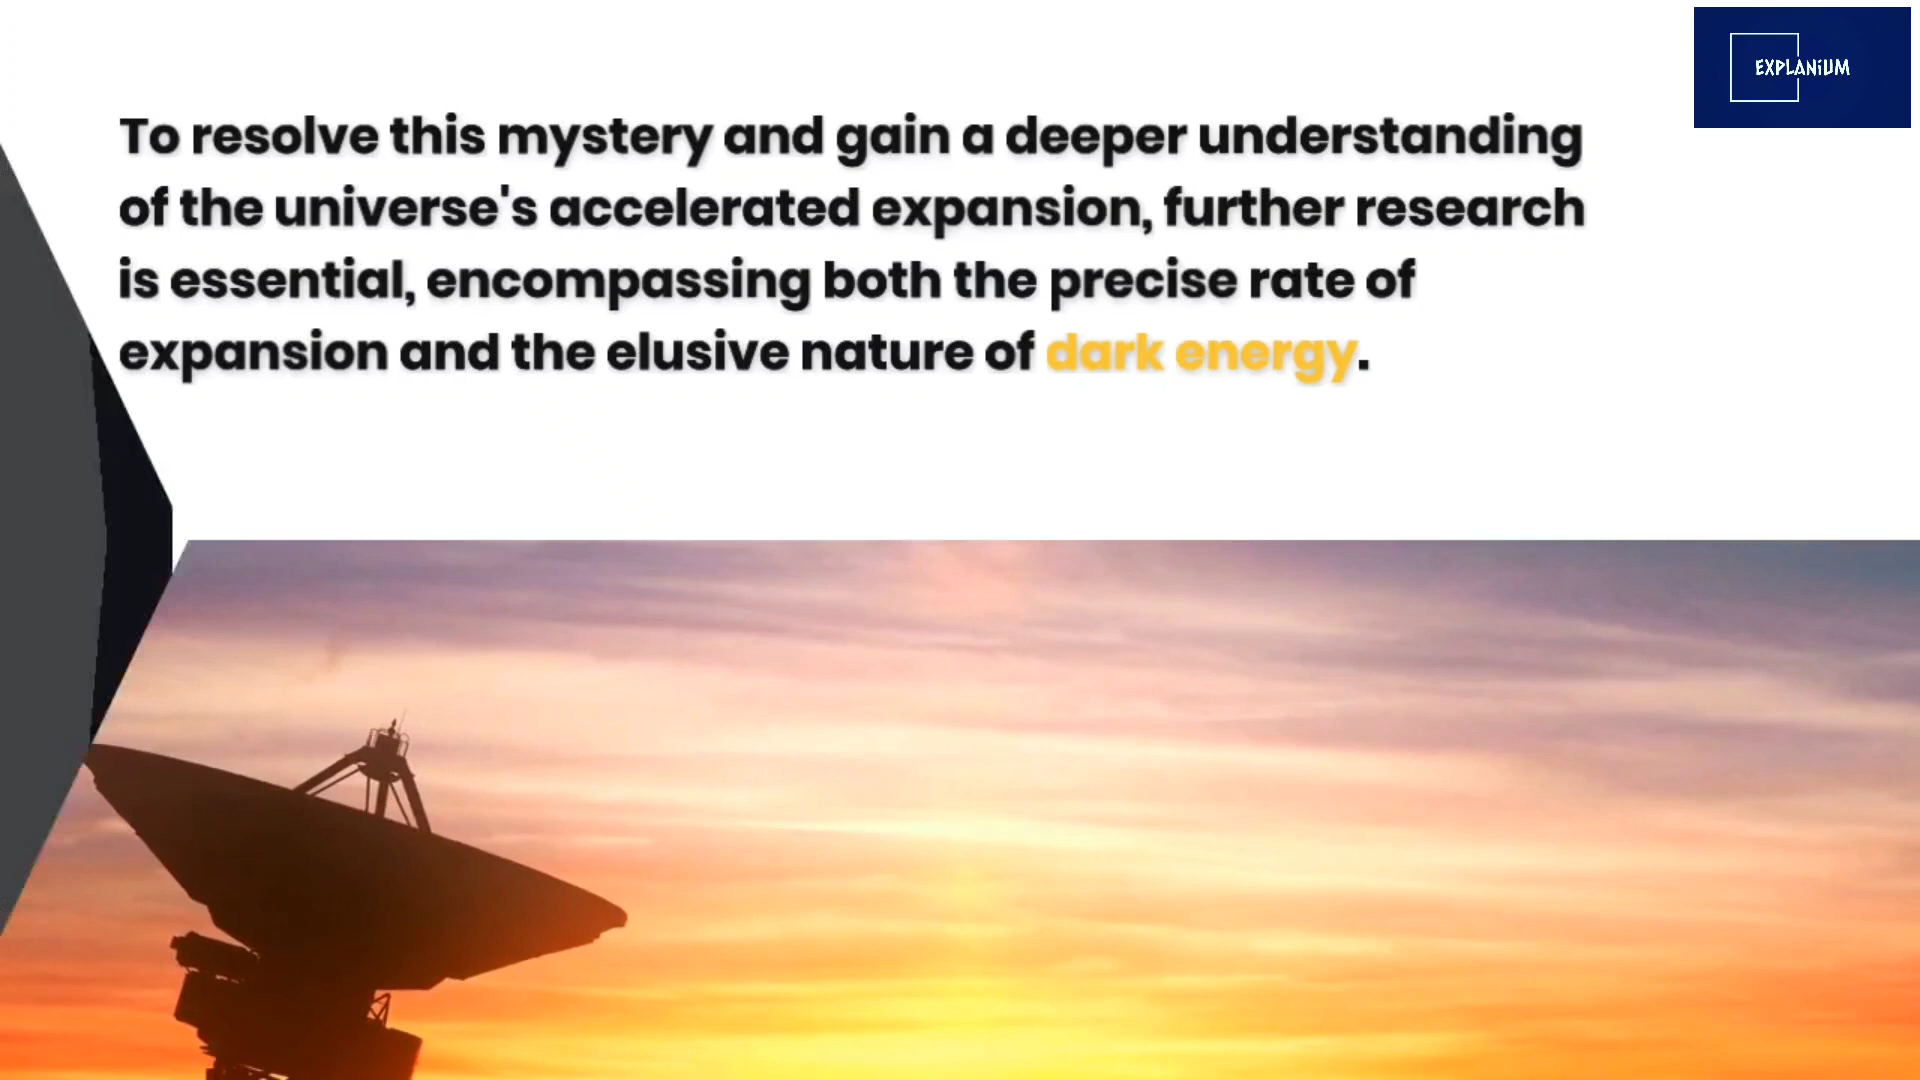 EXPLANiUM
To resolve this mystery and gain a deeper understanding
of the universe's accelerated expansion, further research
is essential, encompassing both the precise rate of
expansion and the elusive nature of dark energy.